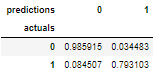 predictions 0 1
actuals
0 0.985915 0.034483
1 0.084507 0.793103